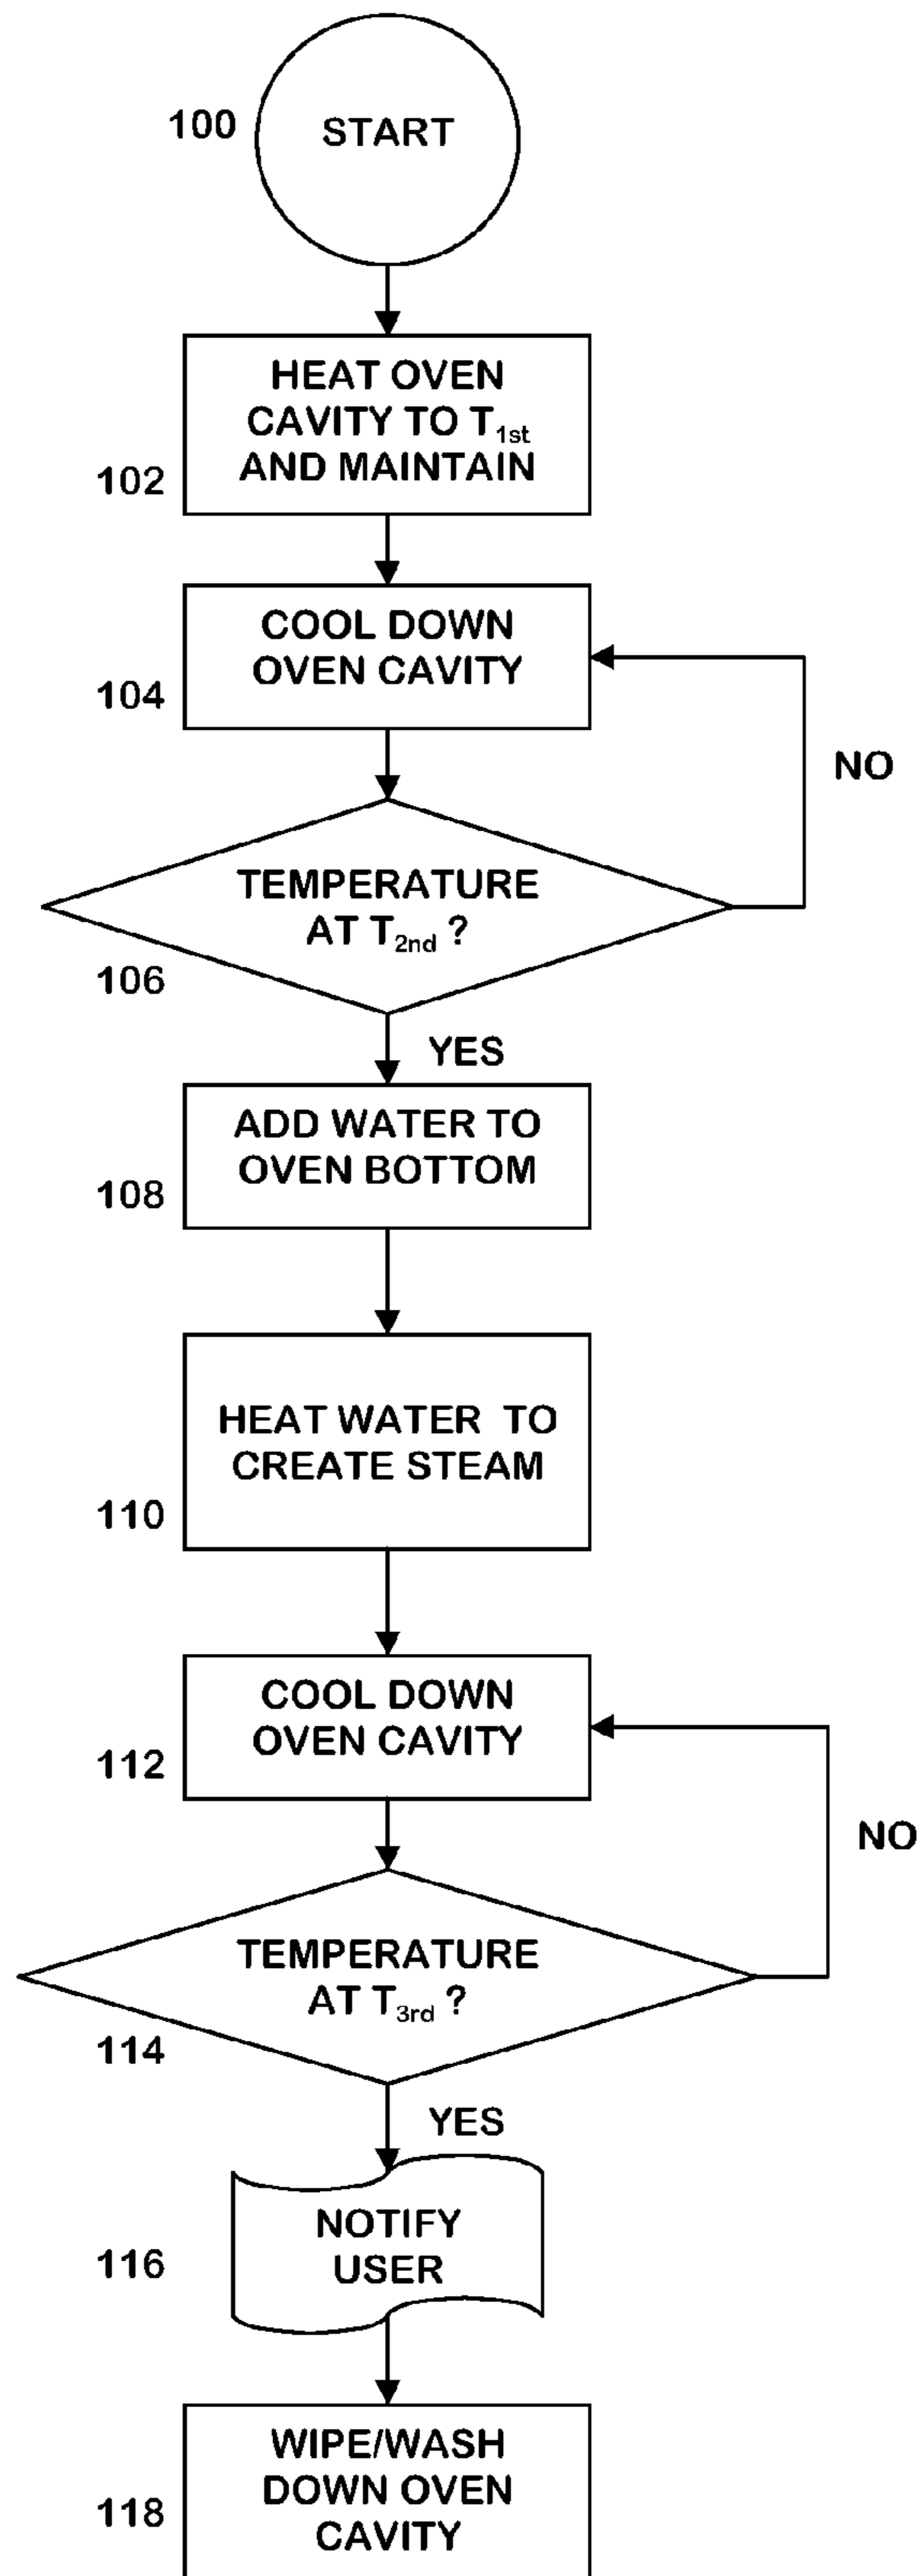 100
START
HEAT OVEN
CAVITY TO T1st
AND MAINTAIN
102
COOL DOWN
OVEN CAVITY
104
NO
TEMPERATURE
AT T2nd ?
106
YES
ADD WATER TO
OVEN BOTTOM
108
HEAT WATER TO
CREATE STEAM
110
COOL DOWN
OVEN CAVITY
112
NO
TEMPERATURE
AT T3rd ?
114
YES
NOTIFY
USER
116
WIPE/WASH
DOWN OVEN
CAVITY
118